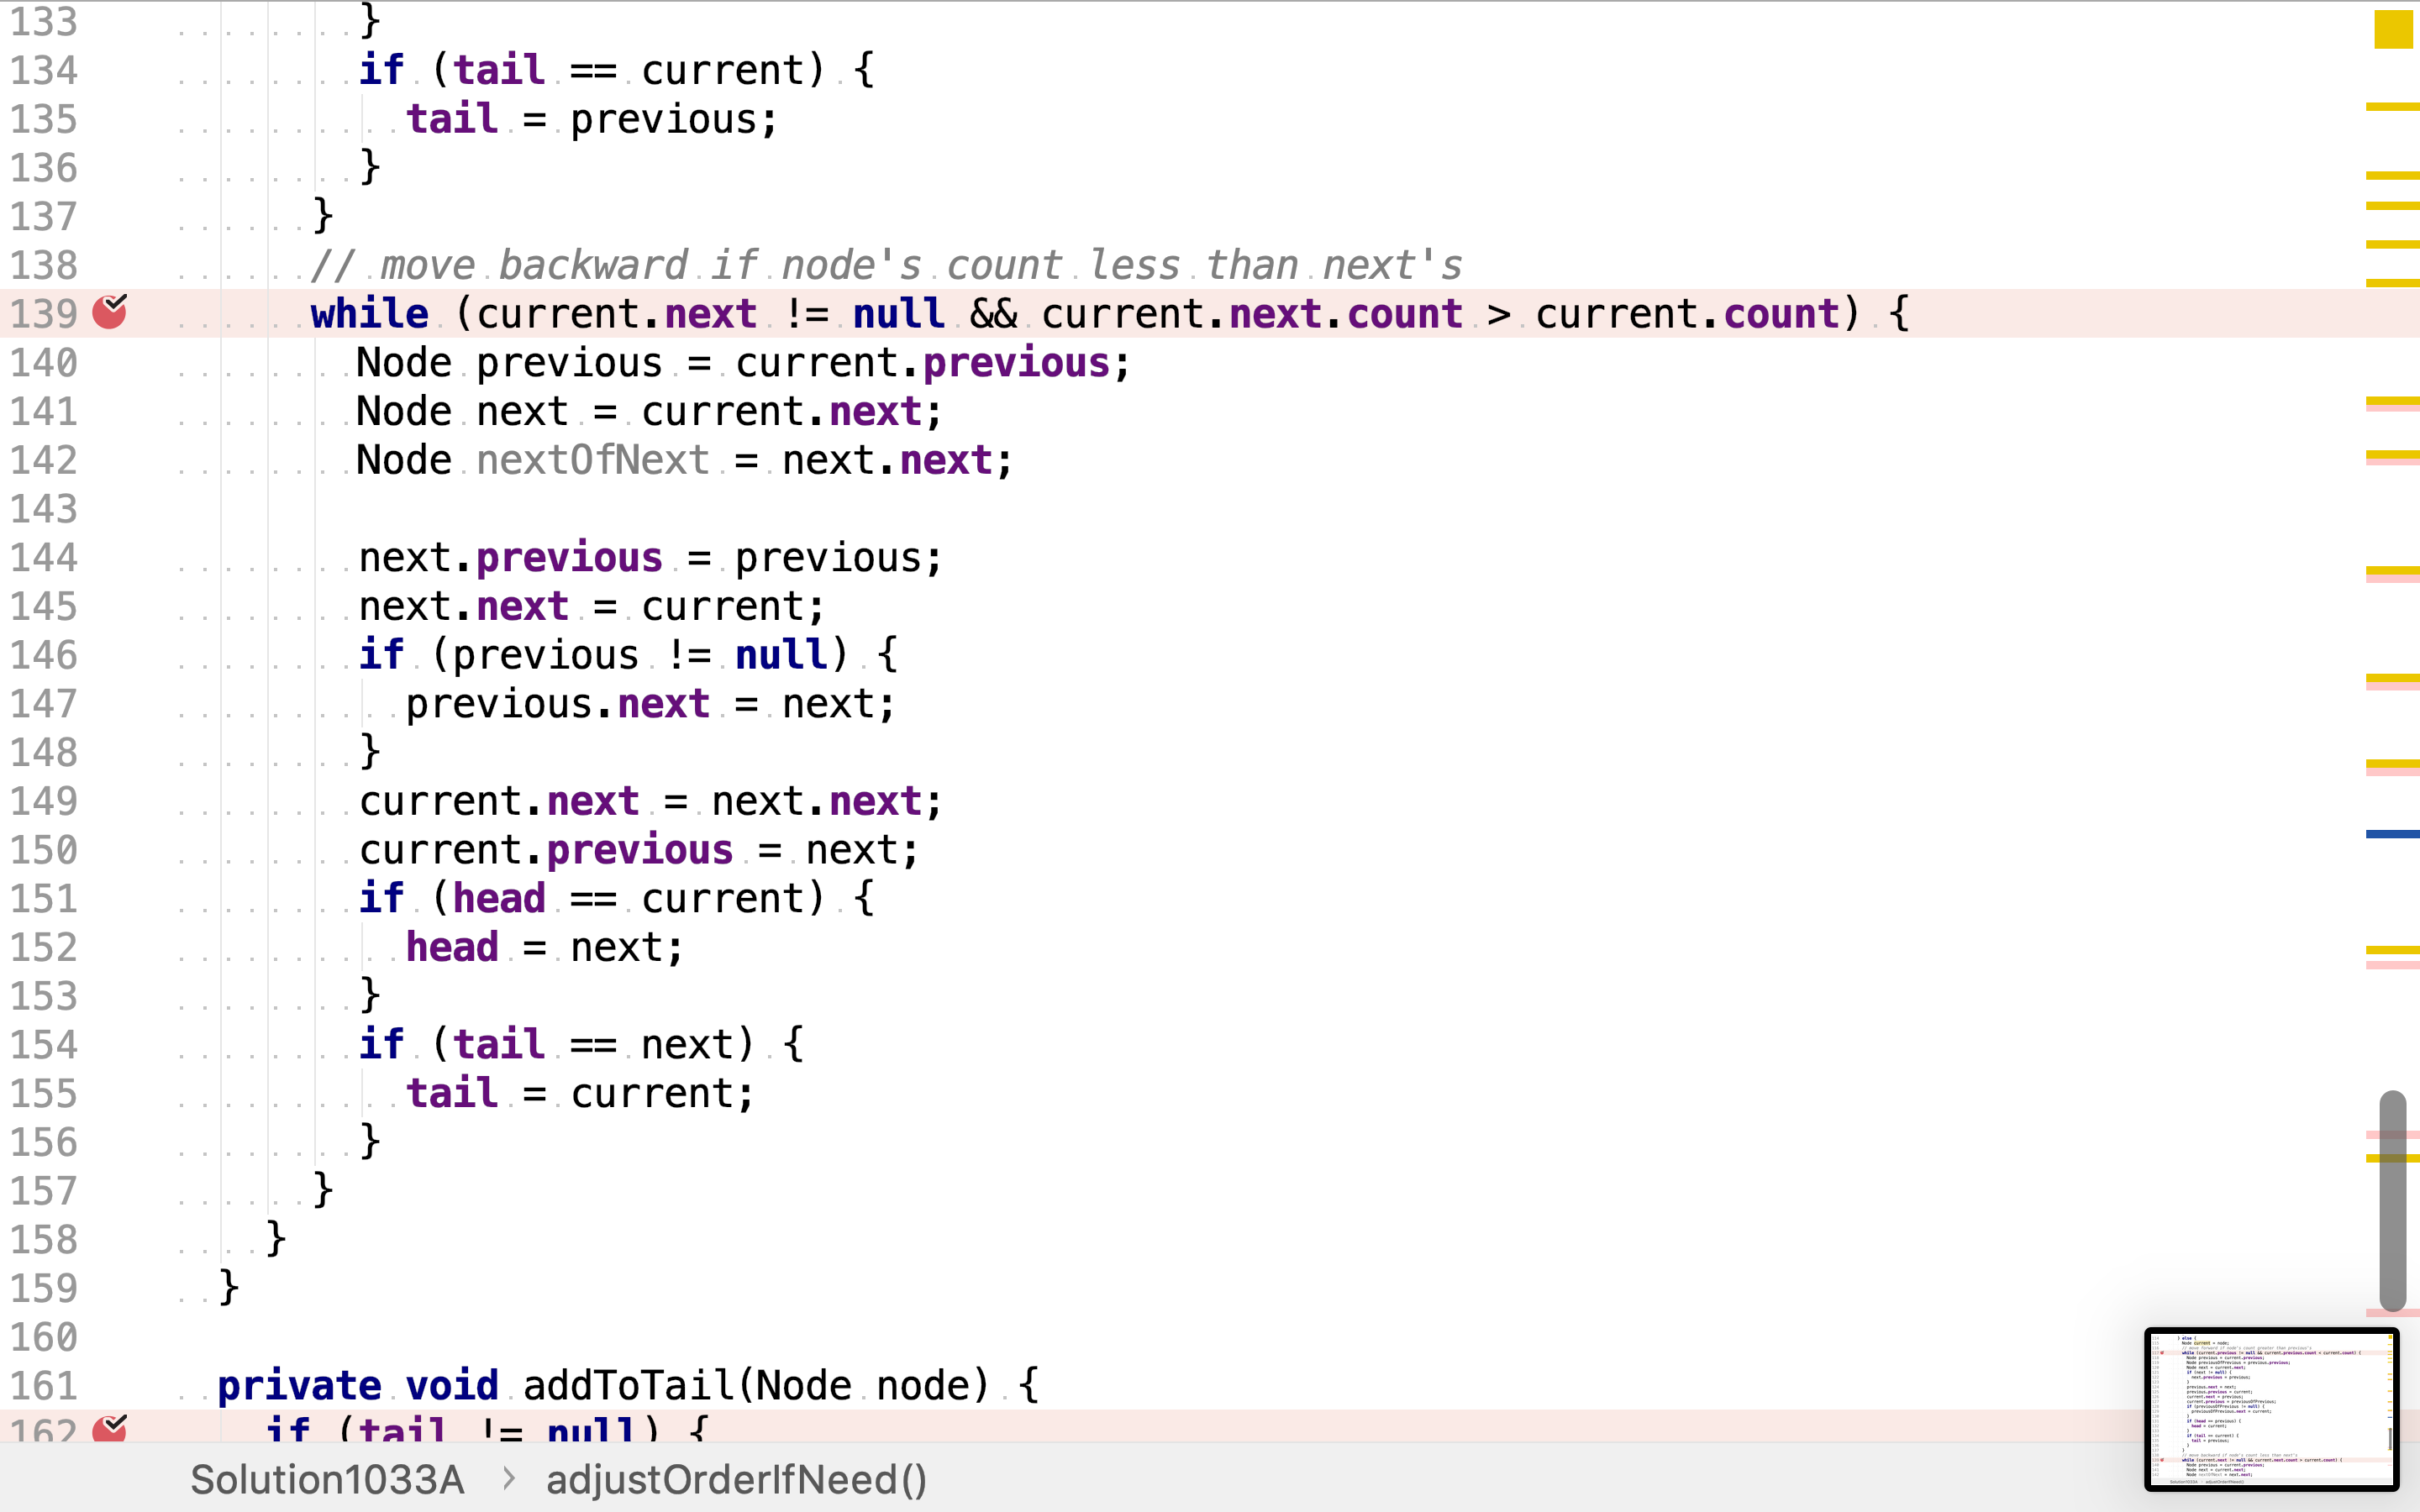 133 }
134 if (tail == current) {
135 tail = previous;
136 }
137 }
138 // move backward if node's count less than next's
139 while (current.next != null && current.next.count > current.count) {
140 Node previous = current.previous;
141 Node next = current.next;
142 Node nextOfNext = next.next;
143
144 next.previous = previous;
145 next.next = current;
146 if (previous != null) {
147 previous.next = next;
148 }
149 current.next = next.next;
150 current.previous = next;
151 if (head == current) {
152 head = next;
153 }
154 if (tail == next) {
155 tail = current;
156 }
157 }
158 }
159 }
160
161 private void addToTail(Node node) {
162 if (tail != null) {
Solution1033A > adjustOrderIfNeed()